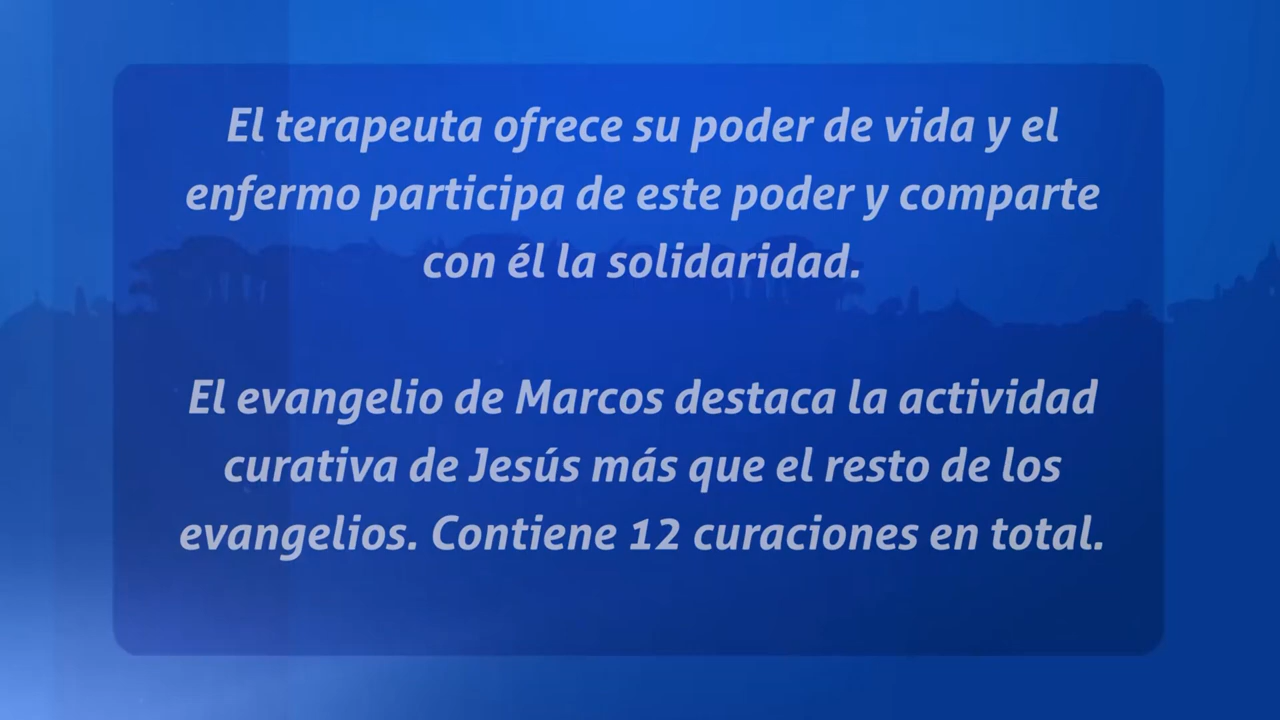 El terapeuta ofrece su poder de vida y el
enfermo participa de este poder y comparte
con él la solidaridad.
El evangelio de Marcos destaca la actividad
curativa de Jesús más que el resto de los
evangelios. Contiene 12 curaciones en total.